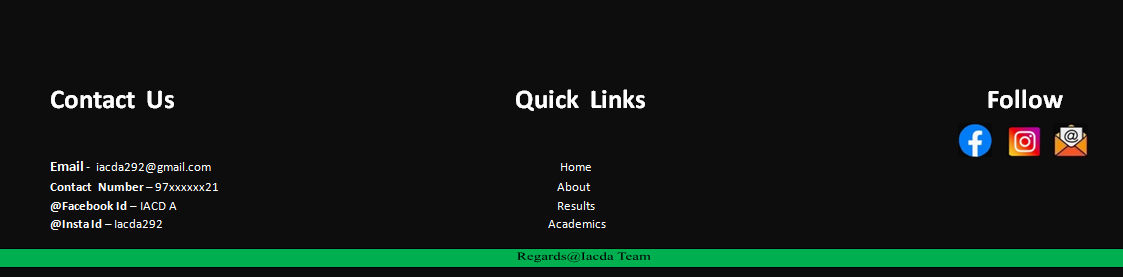 Contact Us
Email - iacda292@gmail.com
Contact Number – 97xxxxxx21
@Facebook Id – IACD A
@Insta Id – Iacda292
Quick Links
Home
About
Results
Academics
Follow
@
Regards@Iacda Team